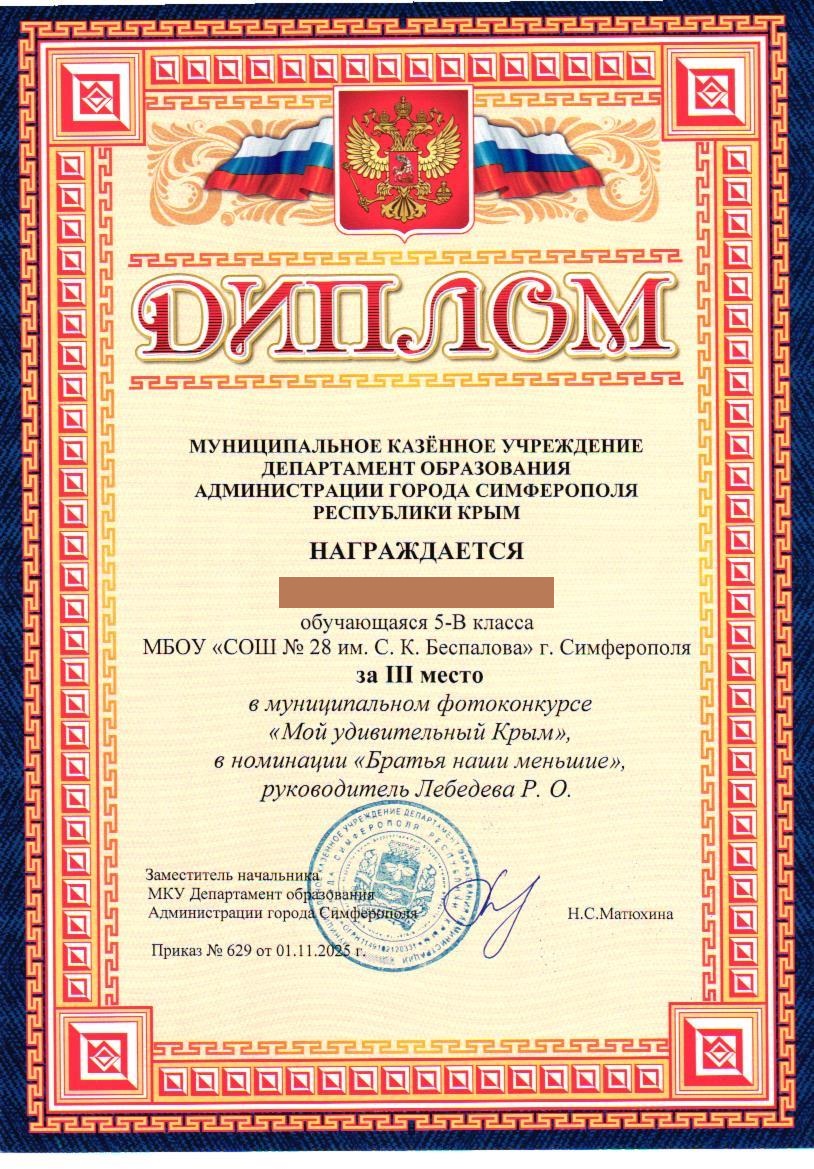 ДИПЛОМ
МУНИЦИПАЛЬНОЕ КАЗЁННОЕ УЧРЕЖДЕНИЕ
ДЕПАРТАМЕНТ ОБРАЗОВАНИЯ
АДМИНИСТРАЦИИ ГОРОДА СИМФЕРОПОЛЯ
РЕСПУБЛИКИ КРЫМ
НАГРАЖДАЕТСЯ
обучающаяся 5-В класса
МБОУ «СОШ № 28 им. С. К. Беспалова» г. Симферополя
за III место
в муниципальном фотоконкурсе
«Мой удивительный Крым»,
в номинации «Братья наши меньшие»,
руководитель Лебедева Р. О.
Заместитель начальника
МКУ Департамент образования
Администрации города Симферополя
Н.С.Матюхина
Приказ № 629 от 01.11.2025 г.